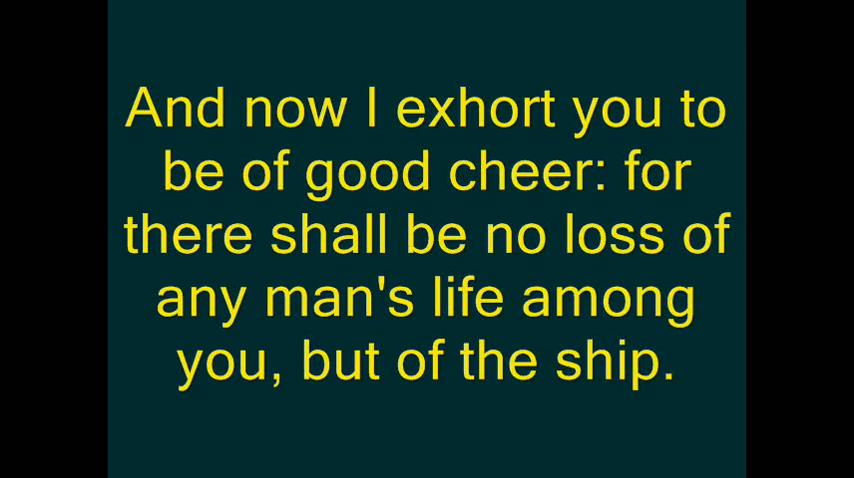 And now I exhort you to
be of good cheer: for
there shall be no loss of
any man's life among
you, but of the ship.